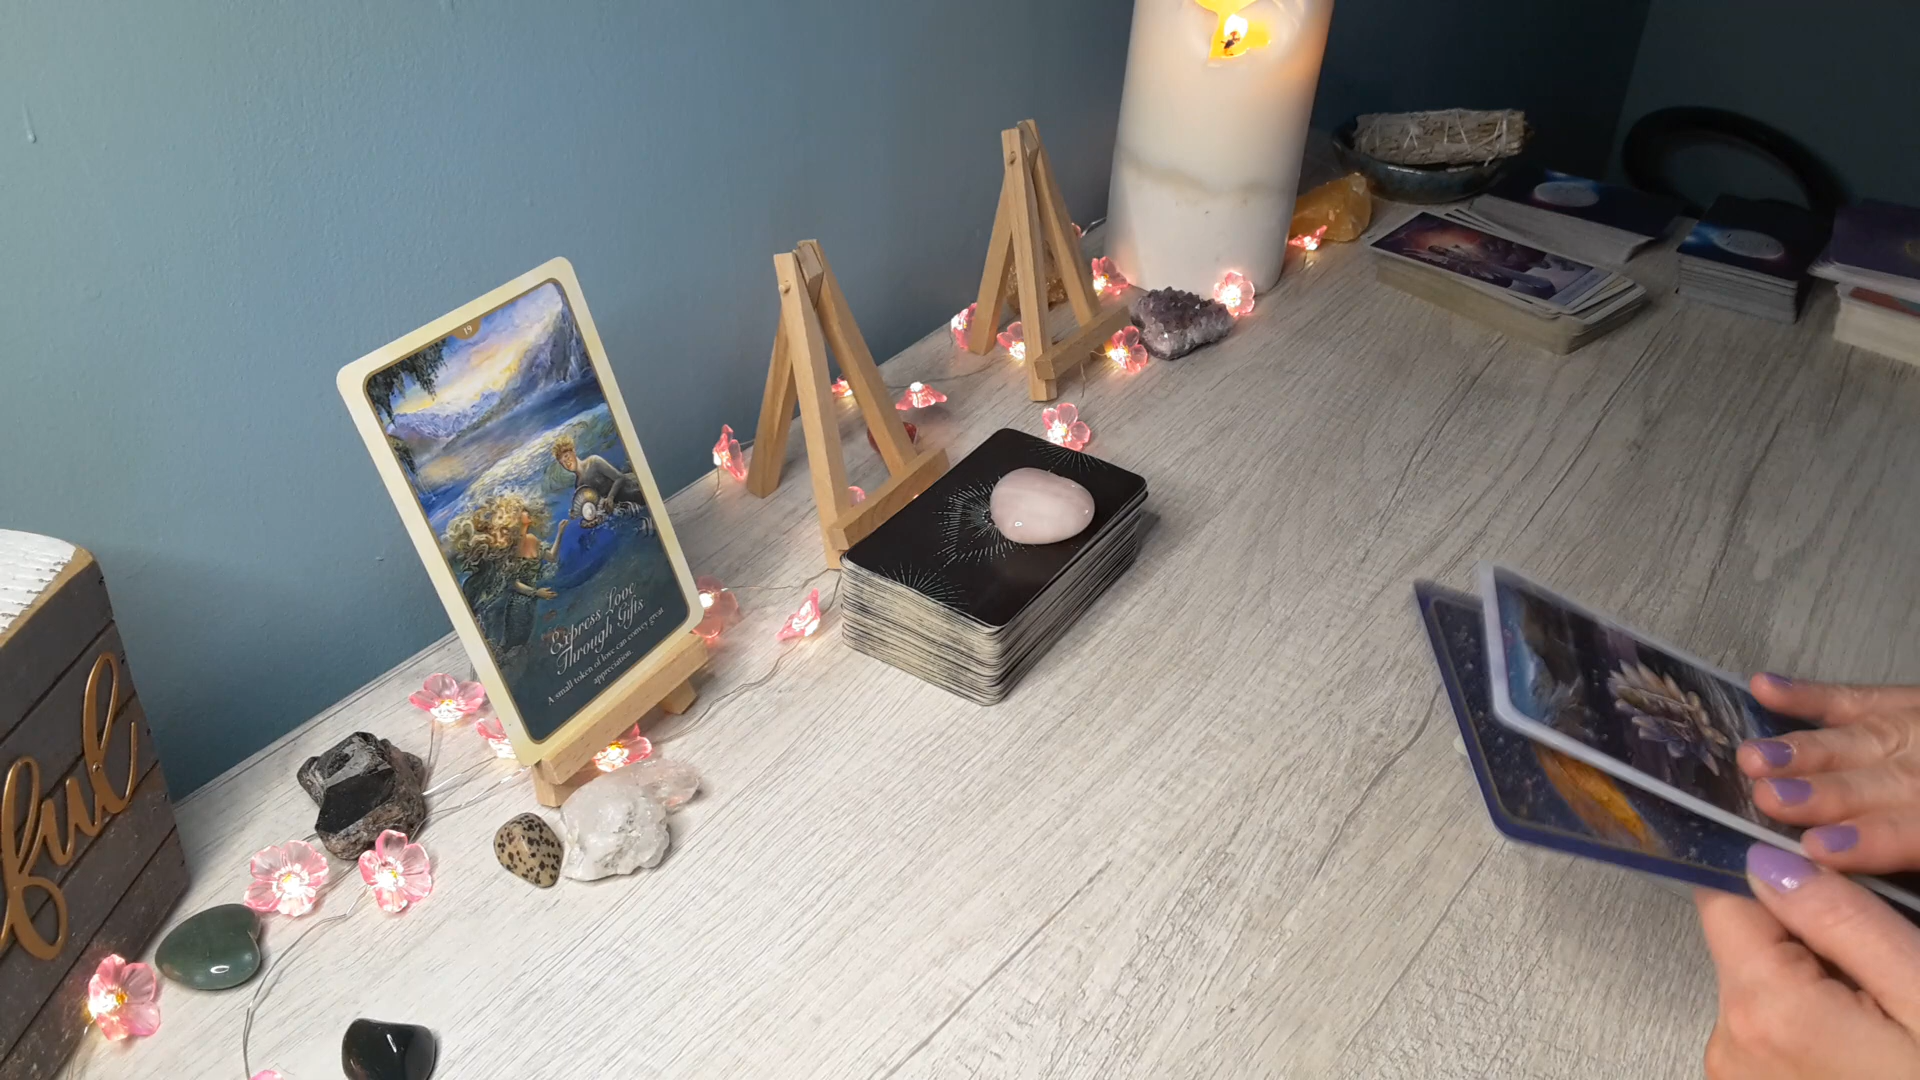 ful
19
Express Love
Through Gifts
A small token of love can convey great
appreciation.